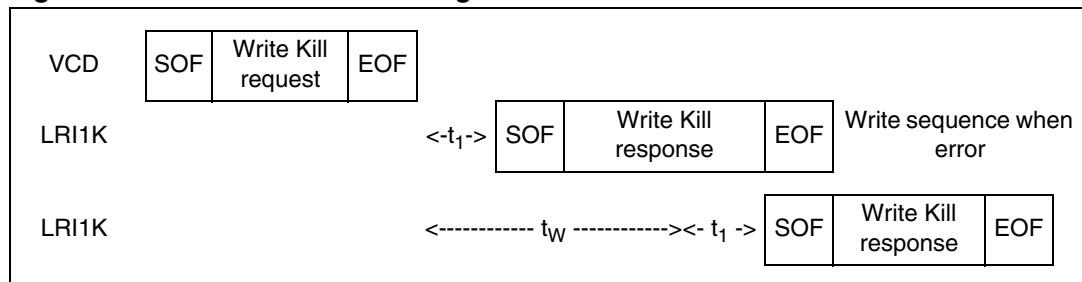 VCD SOF Write Kill request EOF
LRI1K <-t1-> SOF Write Kill response EOF Write sequence when error
LRI1K <------------ tW ------------><- t1 -> SOF Write Kill response EOF